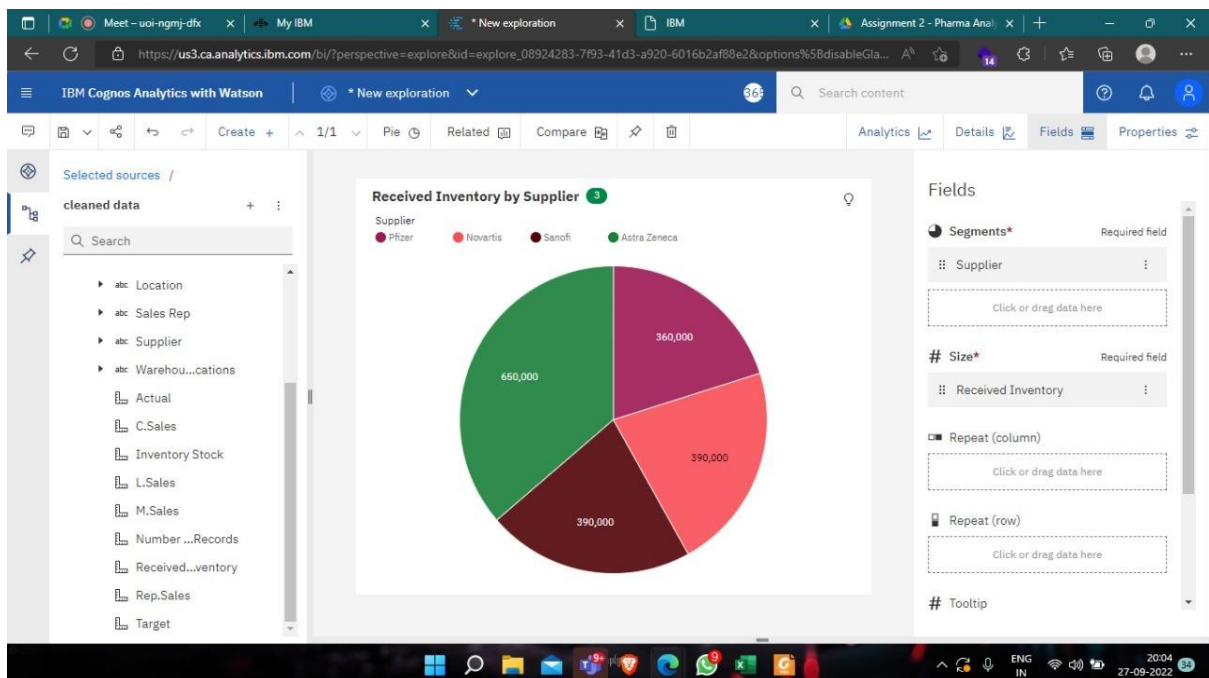 Meet – uoi-ngmj-dfx
My IBM
* New exploration
IBM
Assignment 2 - Pharma Anal
https://us3.ca.analytics.ibm.com/bi/?perspective=explore&id=explore_08924283-7f93-41d3-a920-6016b2af88e2&options%5BdisableGla...
14
IBM Cognos Analytics with Watson
* New exploration
Search content
Create +
1/1
Pie
Related
Compare
Analytics
Details
Fields
Properties
Selected sources /
cleaned data
Search
abc Location
abc Sales Rep
abc Supplier
abc Warehou...cations
Actual
C.Sales
Inventory Stock
L.Sales
M.Sales
Number ...Records
Received...ventory
Rep.Sales
Target
Received Inventory by Supplier 3
Supplier
Pfizer Novartis Sanofi Astra Zeneca
360,000
650,000
390,000
390,000
Fields
Segments* Required field
Supplier
Click or drag data here
# Size* Required field
Received Inventory
Repeat (column)
Click or drag data here
Repeat (row)
Click or drag data here
# Tooltip
9+
9
ENG
IN
20:04
27-09-2022
34